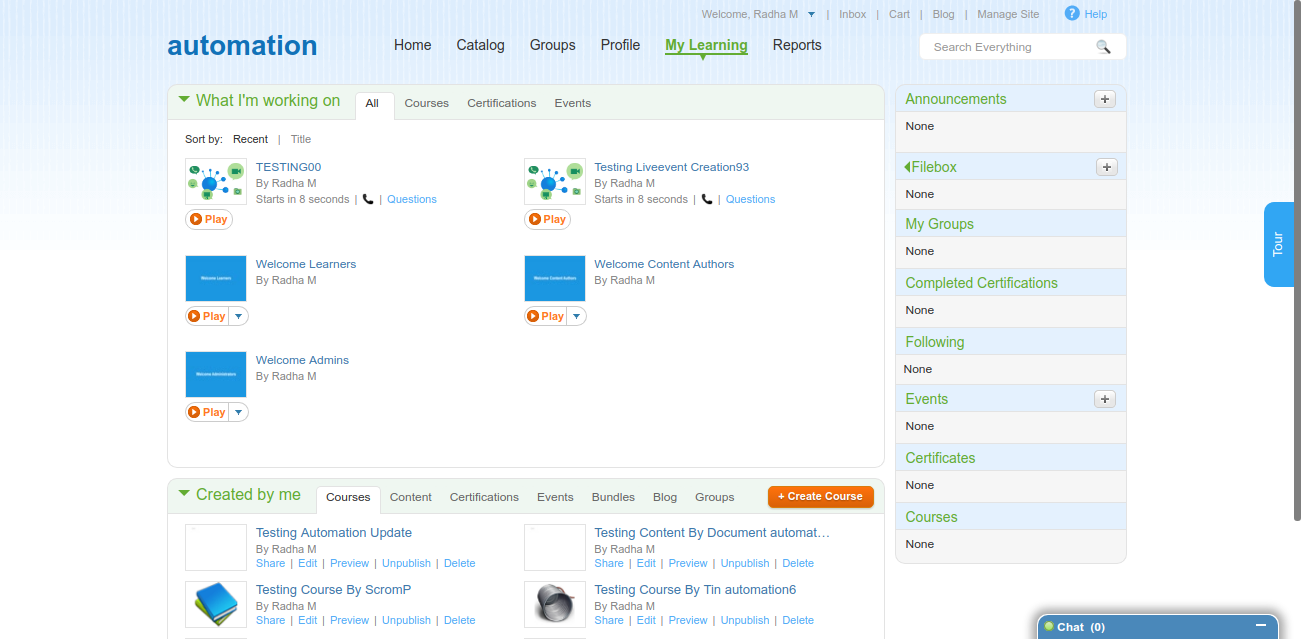 Welcome, Radha M | Inbox | Cart | Blog | Manage Site ? Help
automation
Home Catalog Groups Profile My Learning Reports
Search Everything
What I'm working on All Courses Certifications Events
Sort by: Recent | Title
TESTING00
By Radha M
Starts in 8 seconds | | Questions
Play
Testing Liveevent Creation93
By Radha M
Starts in 8 seconds | | Questions
Play
Welcome Learners
Welcome Learners
By Radha M
Play
Welcome Content Authors
Welcome Content Authors
By Radha M
Play
Welcome Administrators
Welcome Admins
By Radha M
Play
Created by me Courses Content Certifications Events Bundles Blog Groups + Create Course
Testing Automation Update
By Radha M
Share | Edit | Preview | Unpublish | Delete
Testing Content By Document automat…
By Radha M
Share | Edit | Preview | Unpublish | Delete
Testing Course By ScromP
By Radha M
Share | Edit | Preview | Unpublish | Delete
Testing Course By Tin automation6
By Radha M
Share | Edit | Preview | Unpublish | Delete
Announcements +
None
Filebox +
None
My Groups
None
Completed Certifications
None
Following
None
Events +
None
Certificates
None
Courses
None
Tour
Chat (0)